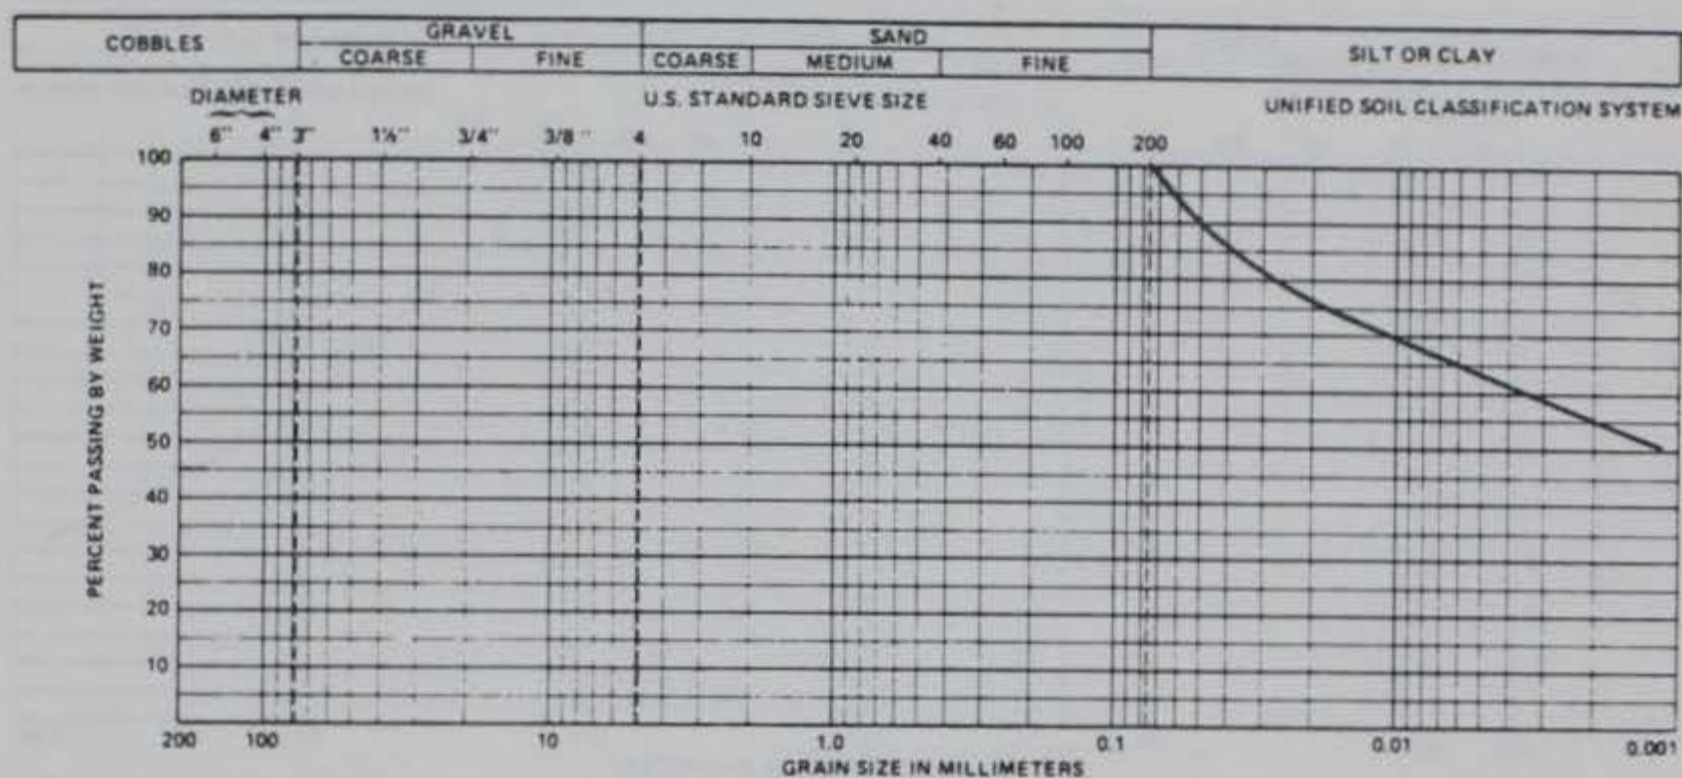 COBBLES GRAVEL SAND SILT OR CLAY
COARSE FINE COARSE MEDIUM FINE
DIAMETER U.S. STANDARD SIEVE SIZE UNIFIED SOIL CLASSIFICATION SYSTEM
6" 4" 3" 1½" 3/4" 3/8" 4 10 20 40 60 100 200
100
90
80
70
60
50
40
30
20
10
PERCENT PASSING BY WEIGHT
200 100 10 1.0 0.1 0.01 0.001
GRAIN SIZE IN MILLIMETERS